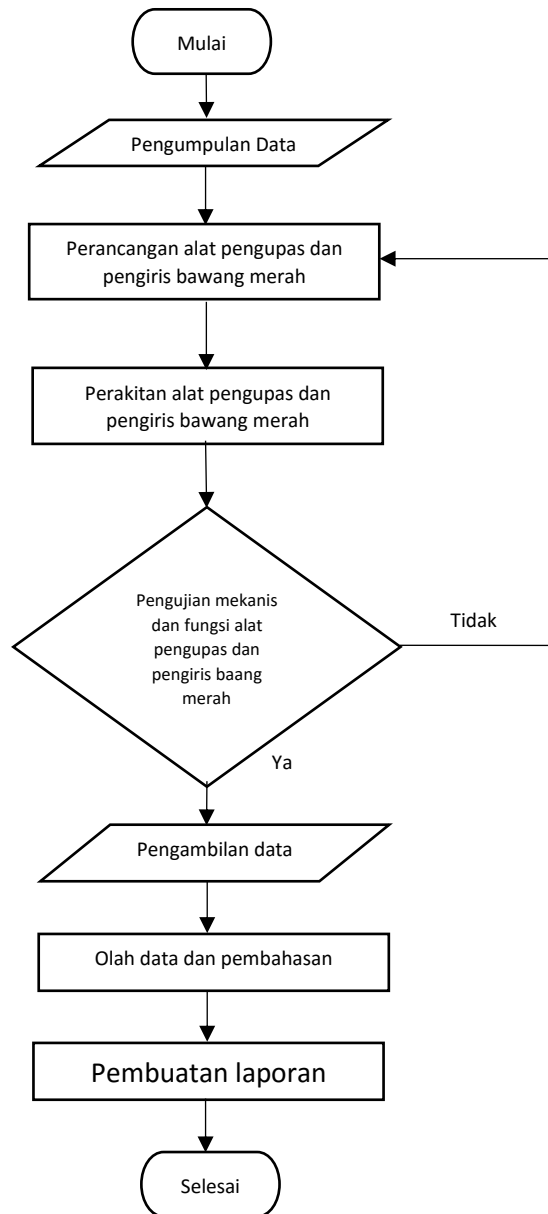 Mulai
Pengumpulan Data
Perancangan alat pengupas dan
pengiris bawang merah
Perakitan alat pengupas dan
pengiris bawang merah
Pengujian mekanis
dan fungsi alat
pengupas dan
pengiris baang
merah
Tidak
Ya
Pengambilan data
Olah data dan pembahasan
Pembuatan laporan
Selesai